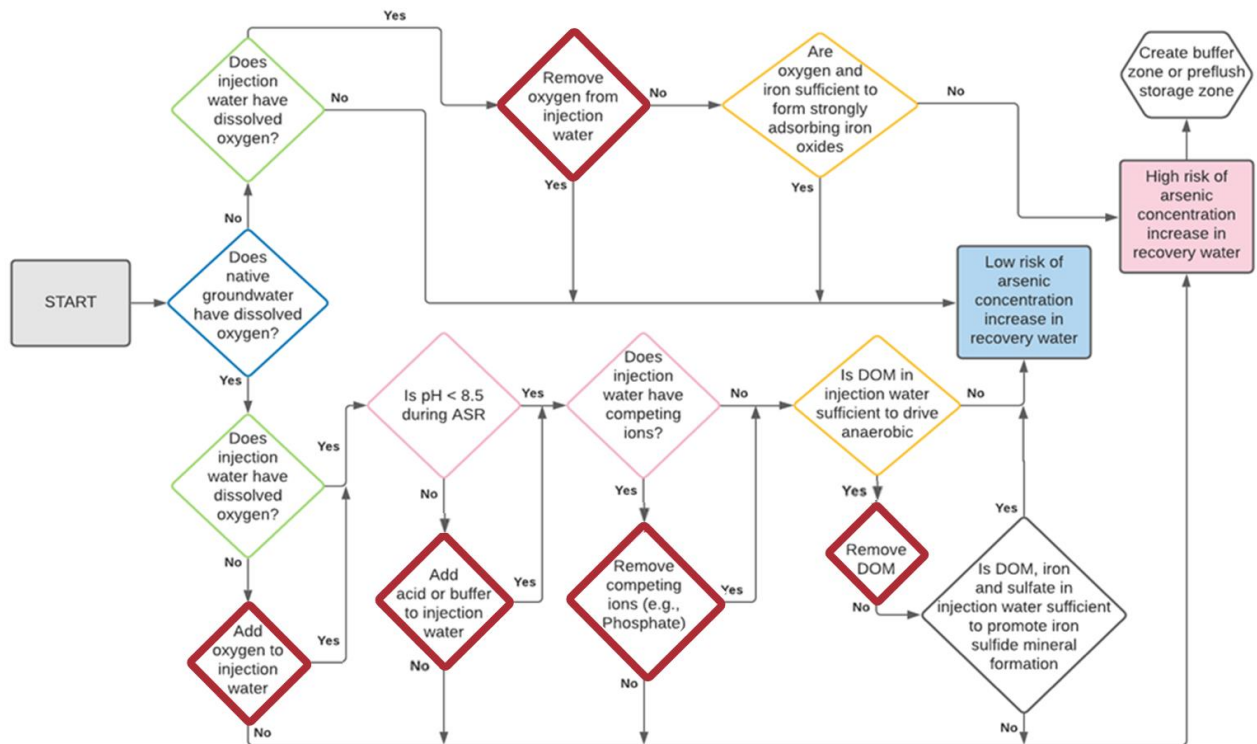 Yes
Does
injection
water have
dissolved
oxygen?
No
Remove
oxygen from
injection
water
No
Yes
Are
oxygen and
iron sufficient to
form strongly
adsorbing iron
oxides
No
Yes
Create buffer
zone or preflush
storage zone
High risk of
arsenic
concentration
increase in
recovery water
No
START
Does
native
groundwater
have dissolved
oxygen?
Low risk of
arsenic
concentration
increase in
recovery water
Yes
Does
injection
water have
dissolved
oxygen?
Yes
No
Is pH < 8.5
during ASR
Yes
No
Does
injection
water have
competing
ions?
No
Yes
Is DOM in
injection water
sufficient to drive
anaerobic
No
Yes
Add
oxygen to
injection
water
Yes
No
Add
acid or buffer
to injection
water
Yes
No
Remove
competing
ions (e.g.,
Phosphate)
Yes
No
Remove
DOM
No
Yes
Is DOM, iron
and sulfate in
injection water sufficient
to promote iron
sulfide mineral
formation
No